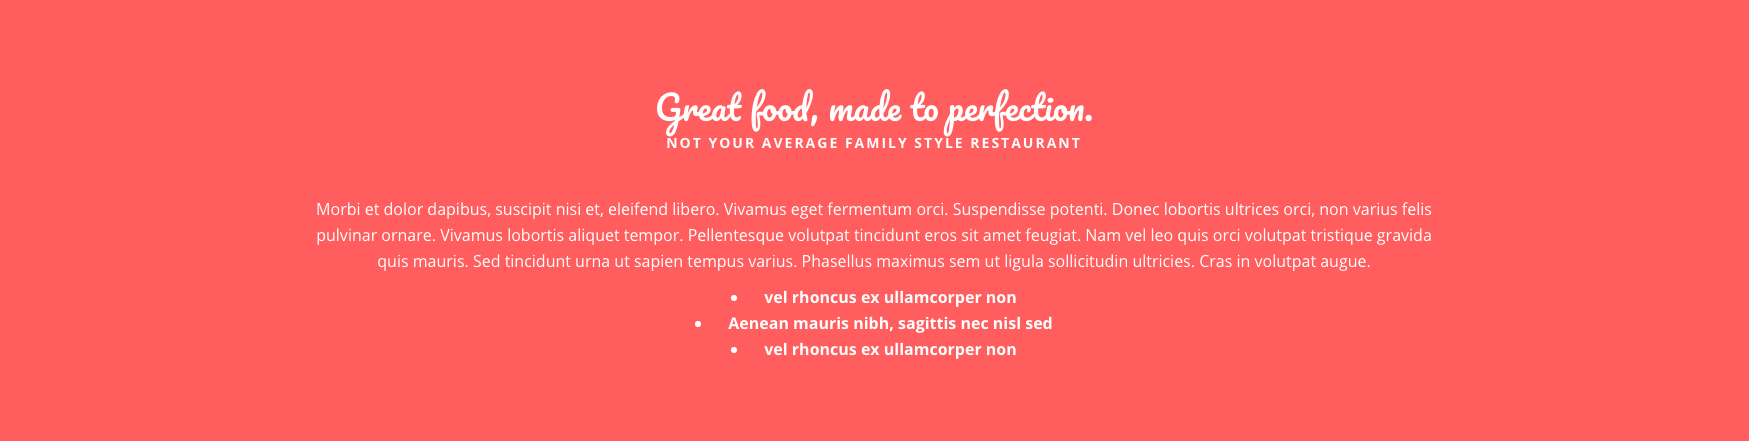 Great food, made to perfection.
NOT YOUR AVERAGE FAMILY STYLE RESTAURANT
Morbi et dolor dapibus, suscipit nisi et, eleifend libero. Vivamus eget fermentum orci. Suspendisse potenti. Donec lobortis ultrices orci, non varius felis
pulvinar ornare. Vivamus lobortis aliquet tempor. Pellentesque volutpat tincidunt eros sit amet feugiat. Nam vel leo quis orci volutpat tristique gravida
quis mauris. Sed tincidunt urna ut sapien tempus varius. Phasellus maximus sem ut ligula sollicitudin ultricies. Cras in volutpat augue.
• vel rhoncus ex ullamcorper non
• Aenean mauris nibh, sagittis nec nisl sed
• vel rhoncus ex ullamcorper non